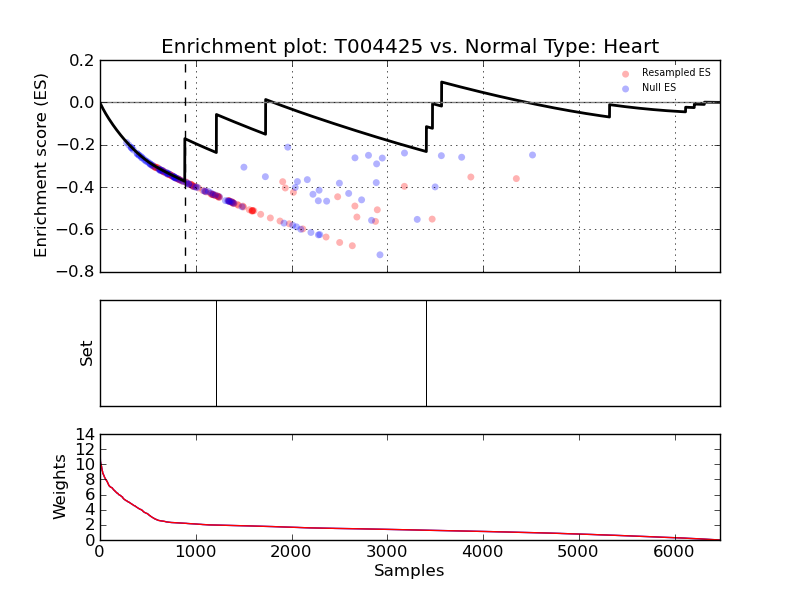 Enrichment plot: T004425 vs. Normal Type: Heart
Enrichment score (ES)
0.2
0.0
−0.2
−0.4
−0.6
−0.8
Resampled ES
Null ES
Set
Weights
14
12
10
8
6
4
2
0
0 1000 2000 3000 4000 5000 6000
Samples